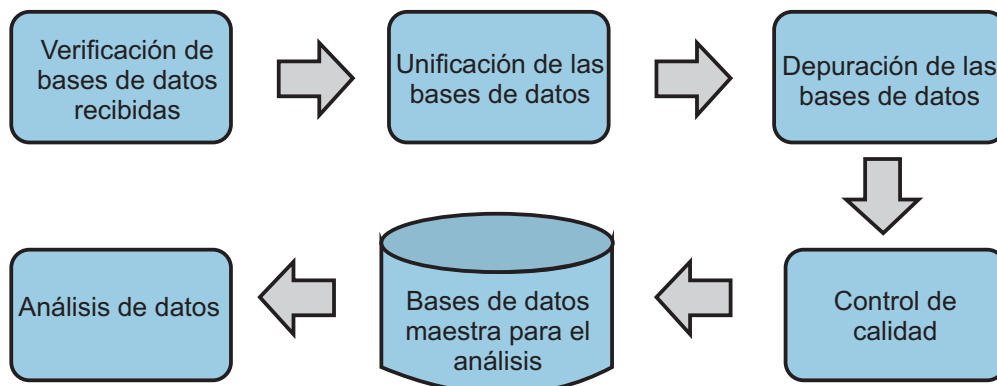 Verificación de
bases de datos
recibidas
Unificación de las
bases de datos
Depuración de las
bases de datos
Control de
calidad
Bases de datos
maestra para el
análisis
Análisis de datos